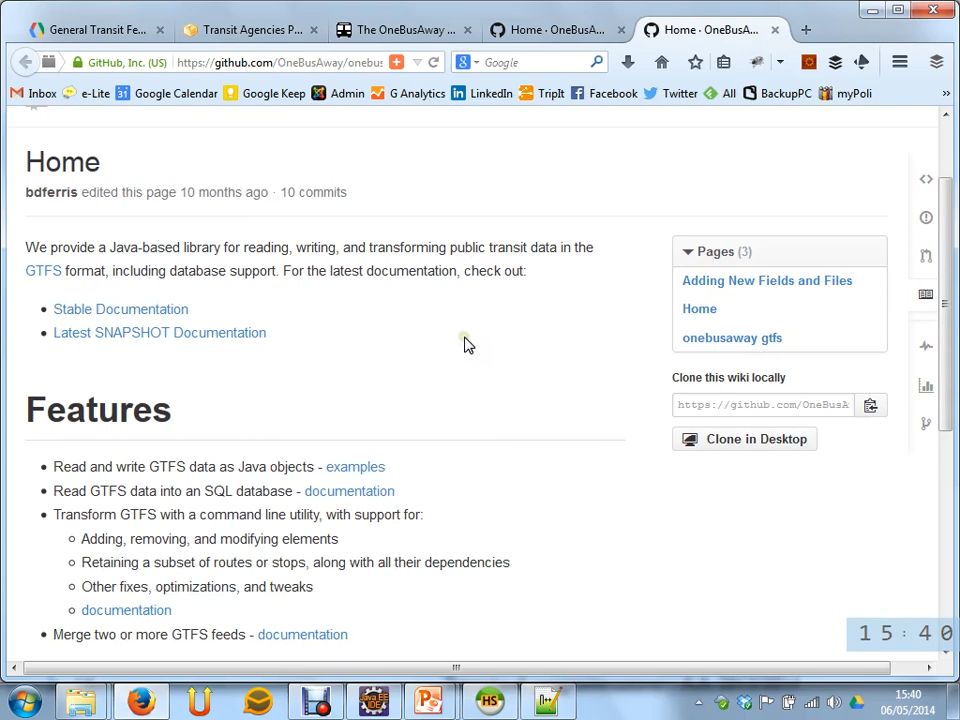 General Transit Fe...
Transit Agencies P...
The OneBusAway ...
Home · OneBusA...
Home · OneBusA...
GitHub, Inc. (US)
https://github.com/OneBusAway/onebus
Google
Inbox
e-Lite
Google Calendar
Google Keep
Admin
G Analytics
LinkedIn
TripIt
Facebook
Twitter
All
BackupPC
myPoli
»
Home
bdferris edited this page 10 months ago · 10 commits
We provide a Java-based library for reading, writing, and transforming public transit data in the
GTFS format, including database support. For the latest documentation, check out:
Stable Documentation
Latest SNAPSHOT Documentation
Pages (3)
Adding New Fields and Files
Home
onebusaway gtfs
Clone this wiki locally
https://github.com/OneBusA
Clone in Desktop
Features
Read and write GTFS data as Java objects - examples
Read GTFS data into an SQL database - documentation
Transform GTFS with a command line utility, with support for:
Adding, removing, and modifying elements
Retaining a subset of routes or stops, along with all their dependencies
Other fixes, optimizations, and tweaks
documentation
Merge two or more GTFS feeds - documentation
15:40
15:40
06/05/2014